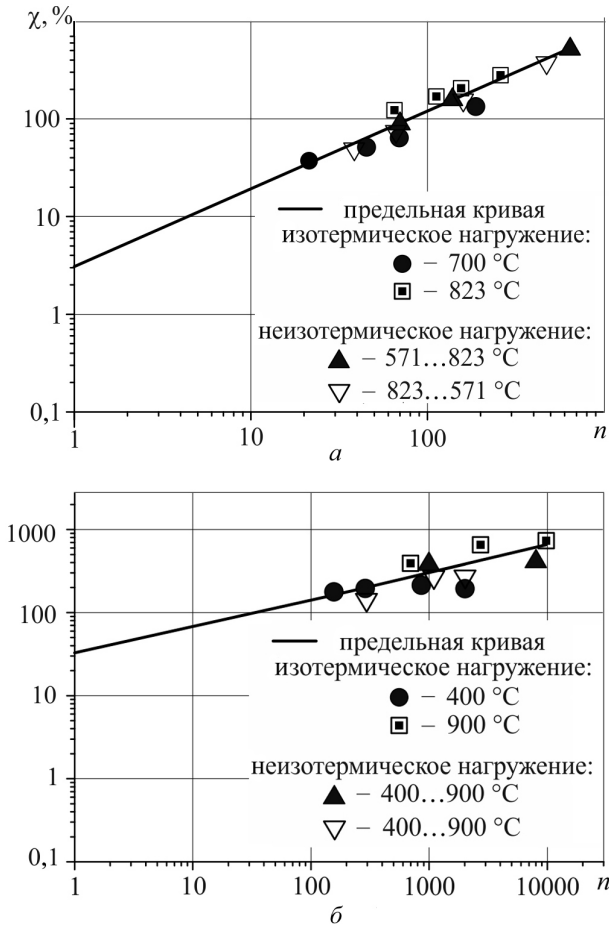 χ, %
100
10
1
0,1
предельная кривая
изотермическое нагружение:
– 700 °C
– 823 °C
неизотермическое нагружение:
– 571…823 °C
– 823…571 °C
1 10 100 n
а
1000
100
10
1
0,1
предельная кривая
изотермическое нагружение:
– 400 °C
– 900 °C
неизотермическое нагружение:
– 400…900 °C
– 400…900 °C
1 10 100 1000 10000 n
б